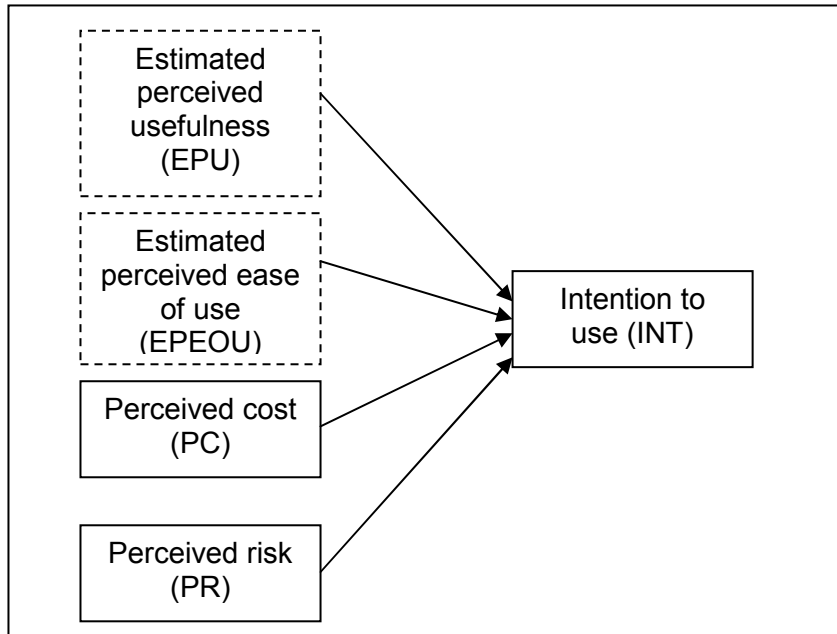 Estimated
perceived
usefulness
(EPU)
Estimated
perceived ease
of use
(EPEOU)
Perceived cost
(PC)
Perceived risk
(PR)
Intention to
use (INT)